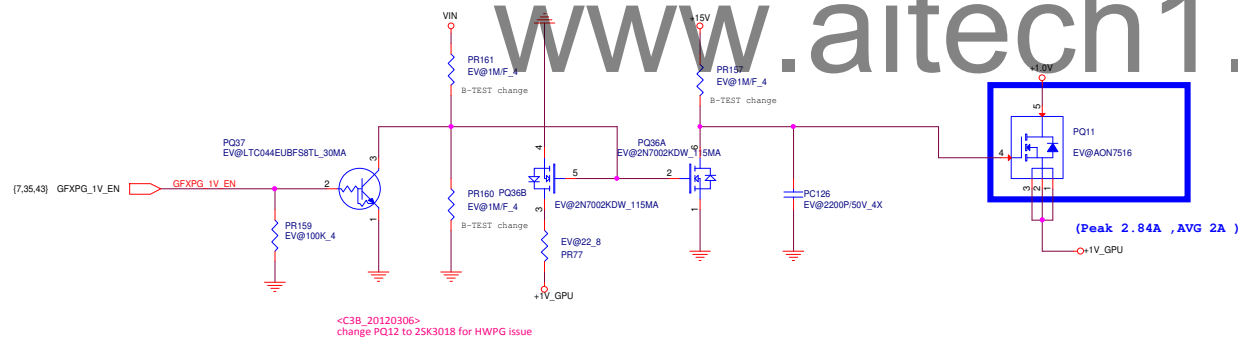 www.aitech1.
VIN
+15V
PR161
EV@1M/F_4
B-TEST change
PR157
EV@1M/F_4
B-TEST change
+1.0V
5
PQ11
EV@AON7516
4
3
2
1
PQ37
EV@LTC044EUBFS8TL_30MA
3
2
1
{7,35,43} GFXPG_1V_EN
GFXPG_1V_EN
PR159
EV@100K_4
PR160
EV@1M/F_4
B-TEST change
4
PQ36B
5
EV@2N7002KDW_115MA
3
PQ36A
EV@2N7002KDW_115MA
6
2
1
EV@22_8
PR77
+1V_GPU
PC126
EV@2200P/50V_4X
(Peak 2.84A ,AVG 2A )
+1V_GPU
<C3B_20120306>
change PQ12 to 2SK3018 for HWPG issue